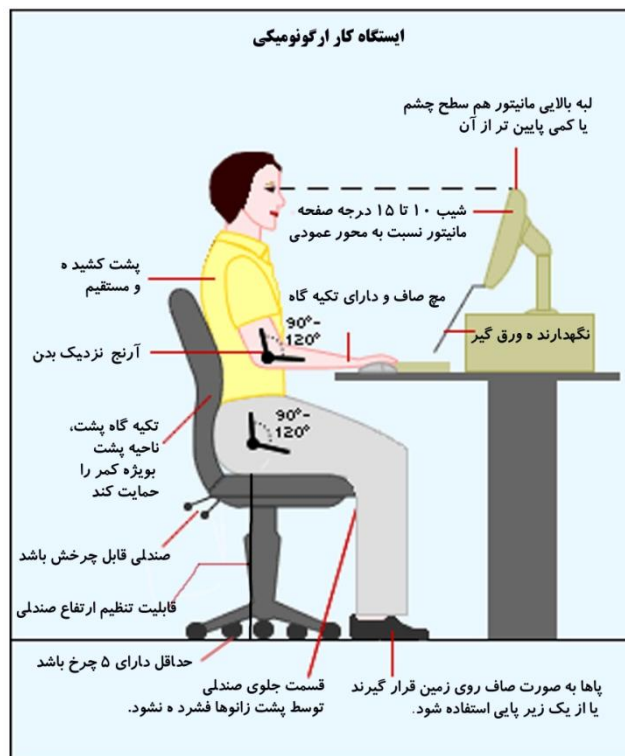 ایستگاه کار ارگونومیکی
لبه بالایی مانیتور هم سطح چشم
یا کمی پایین تر از آن
شیب ۱۰ تا ۱۵ درجه صفحه
مانیتور نسبت به محور عمودی
پشت کشید ه
و مستقیم
مچ صاف و دارای تکیه گاه
نگهدارند ه ورق گیر
90°-
120°
آرنج نزدیک بدن
90°-
120°
تکیه گاه پشت،
ناحیه پشت
بویژه کمر را
حمایت کند
صندلی قابل چرخش باشد
قابلیت تنظیم ارتفاع صندلی
حداقل دارای ۵ چرخ باشد
قسمت جلوی صندلی
توسط پشت زانوها فشرد ه نشود.
پاها به صورت صاف روی زمین قرار گیرند
یا از یک زیر پایی استفاده شود.